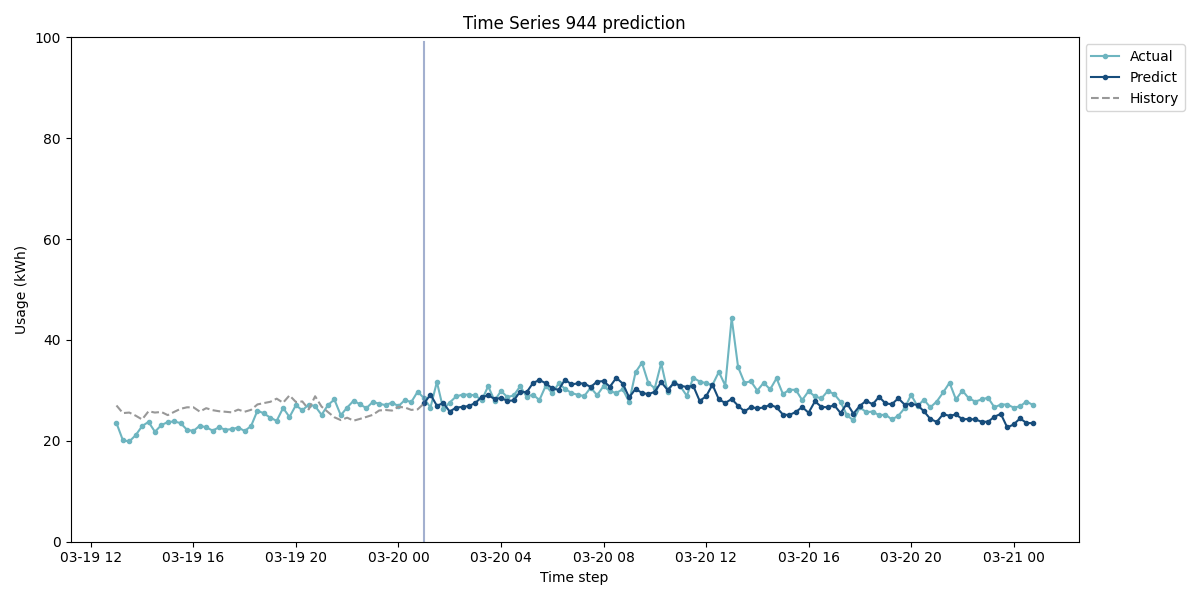 Time Series 944 prediction
Actual
Predict
History
Usage (kWh)
100
80
60
40
20
0
03-19 12 03-19 16 03-19 20 03-20 00 03-20 04 03-20 08 03-20 12 03-20 16 03-20 20 03-21 00
Time step